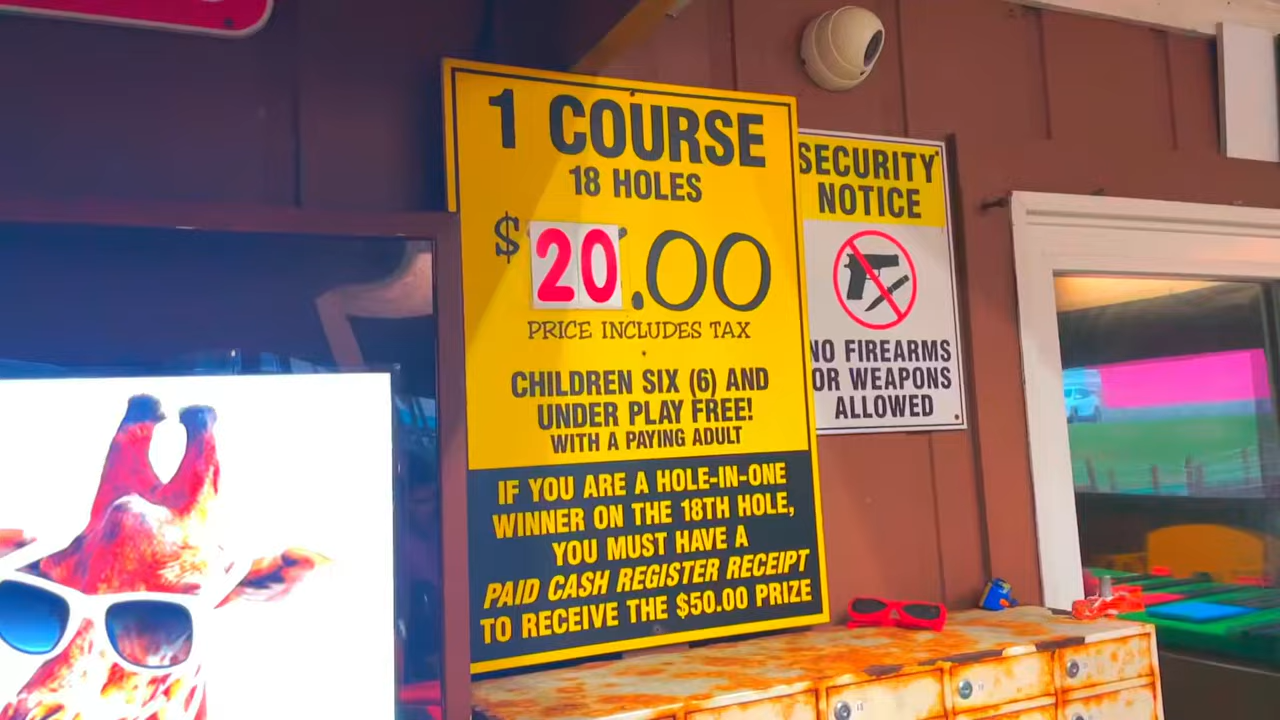 1 COURSE
18 HOLES
$20.00
PRICE INCLUDES TAX
CHILDREN SIX (6) AND
UNDER PLAY FREE!
WITH A PAYING ADULT
IF YOU ARE A HOLE-IN-ONE
WINNER ON THE 18TH HOLE,
YOU MUST HAVE A
PAID CASH REGISTER RECEIPT
TO RECEIVE THE $50.00 PRIZE
SECURITY
NOTICE
NO FIREARMS
OR WEAPONS
ALLOWED